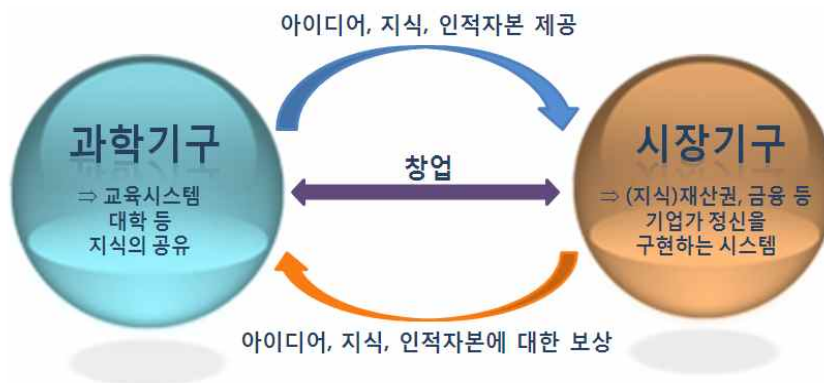 아이디어, 지식, 인적자본 제공
과학기구
⇒ 교육시스템
대학 등
지식의 공유
창업
시장기구
⇒ (지식)재산권, 금융 등
기업가 정신을
구현하는 시스템
아이디어, 지식, 인적자본에 대한 보상